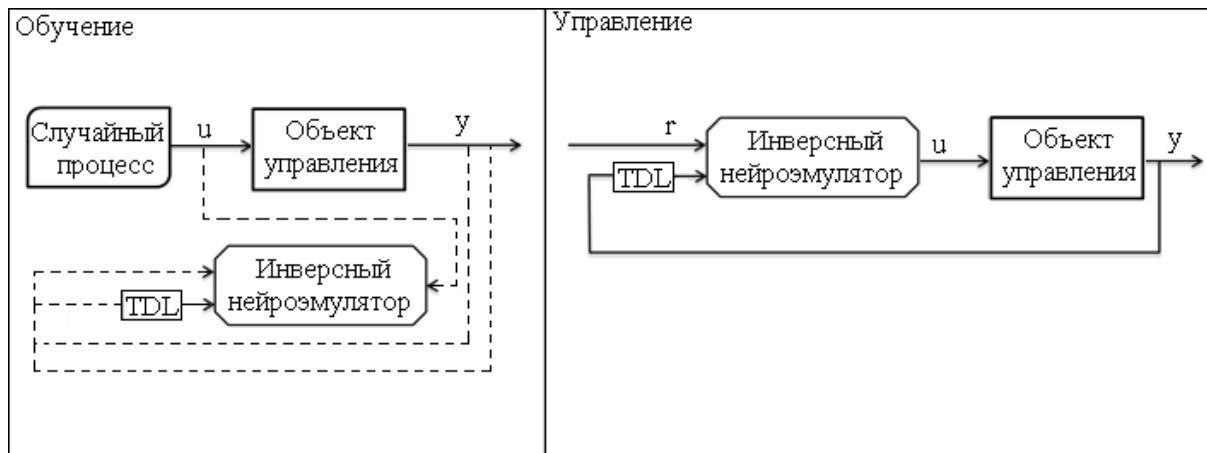 Обучение
Случайный
процесс
u
Объект
управления
y
Инверсный
нейроэмулятор
TDL
Управление
r
TDL
Инверсный
нейроэмулятор
u
Объект
управления
y